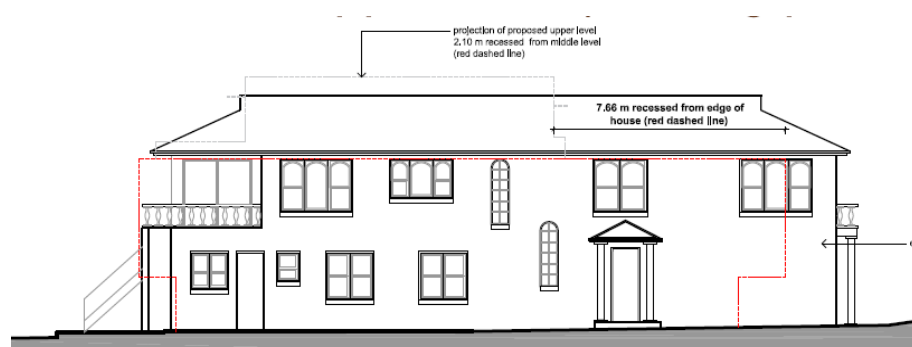 projection of proposed upper level
2.10 m recessed from middle level
(red dashed line)
7.66 m recessed from edge of
house (red dashed line)